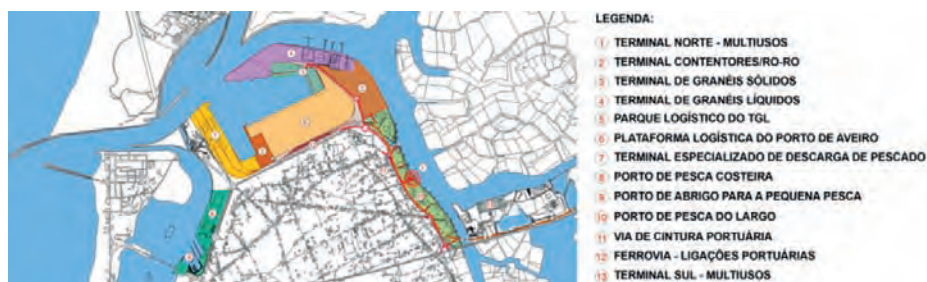 LEGENDA:
1 TERMINAL NORTE - MULTIUSOS
2 TERMINAL CONTENTORES/RO-RO
3 TERMINAL DE GRANÉIS SÓLIDOS
4 TERMINAL DE GRANÉIS LÍQUIDOS
5 PARQUE LOGÍSTICO DO TGL
6 PLATAFORMA LOGÍSTICA DO PORTO DE AVEIRO
7 TERMINAL ESPECIALIZADO DE DESCARGA DE PESCADO
8 PORTO DE PESCA COSTEIRA
9 PORTO DE ABRIGO PARA A PEQUENA PESCA
10 PORTO DE PESCA DO LARGO
11 VIA DE CINTURA PORTUÁRIA
12 FERROVIA - LIGAÇÕES PORTUÁRIAS
13 TERMINAL SUL - MULTIUSOS